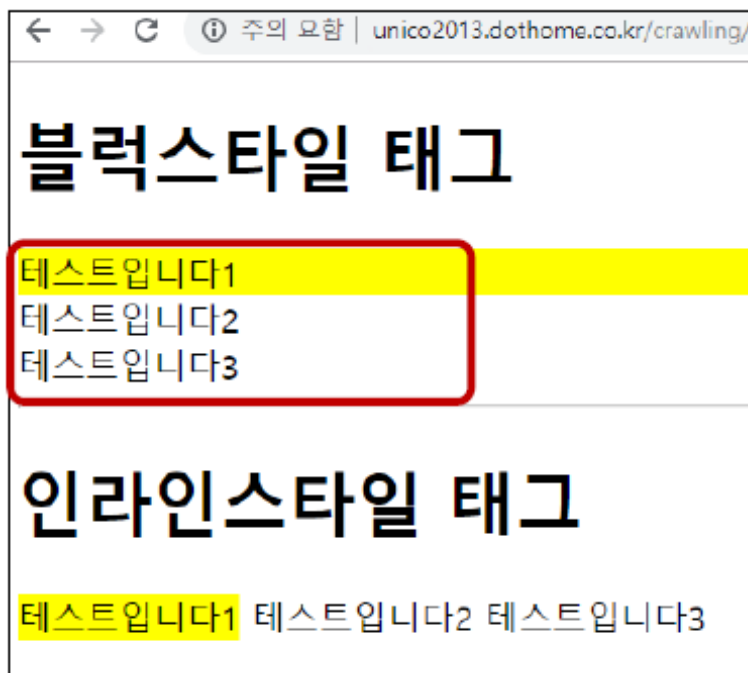 주의 요함 | unico2013.dothome.co.kr/crawling/
블럭스타일 태그
테스트입니다1
테스트입니다2
테스트입니다3
인라인스타일 태그
테스트입니다1 테스트입니다2 테스트입니다3